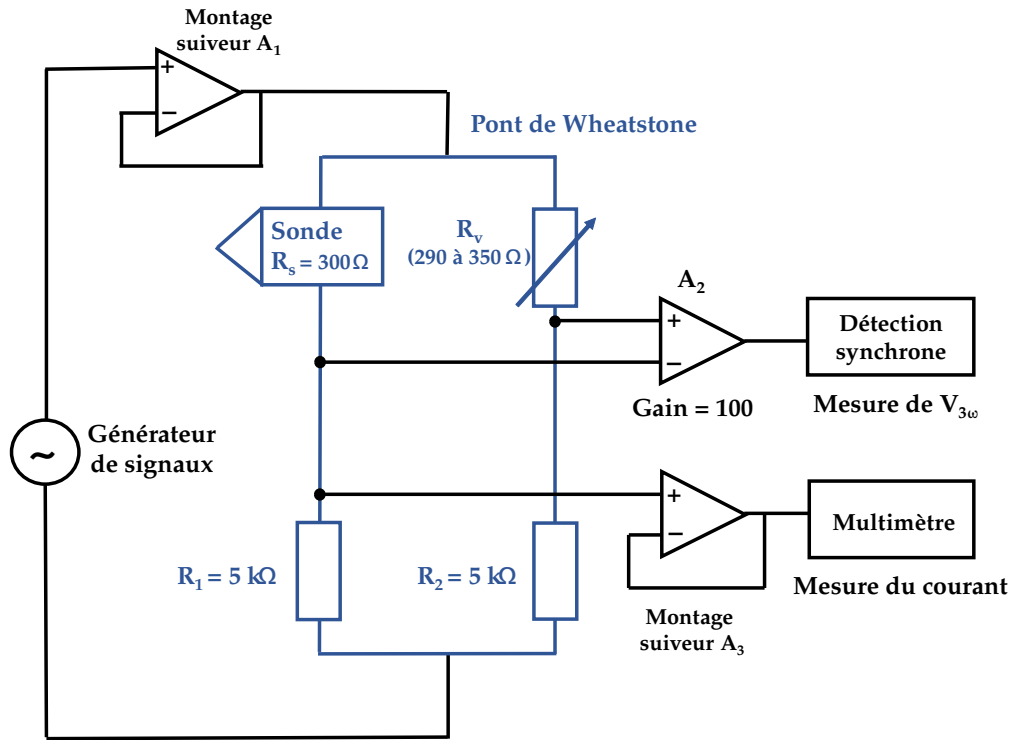 Montage
suiveur A₁
+
−
Pont de Wheatstone
Sonde
Rₛ = 300 Ω
Rᵥ
(290 à 350 Ω)
A₂
+
−
Détection
synchrone
Gain = 100
Mesure de V₃ω
~
Générateur
de signaux
+
−
Multimètre
R₁ = 5 kΩ
R₂ = 5 kΩ
Mesure du courant
Montage
suiveur A₃